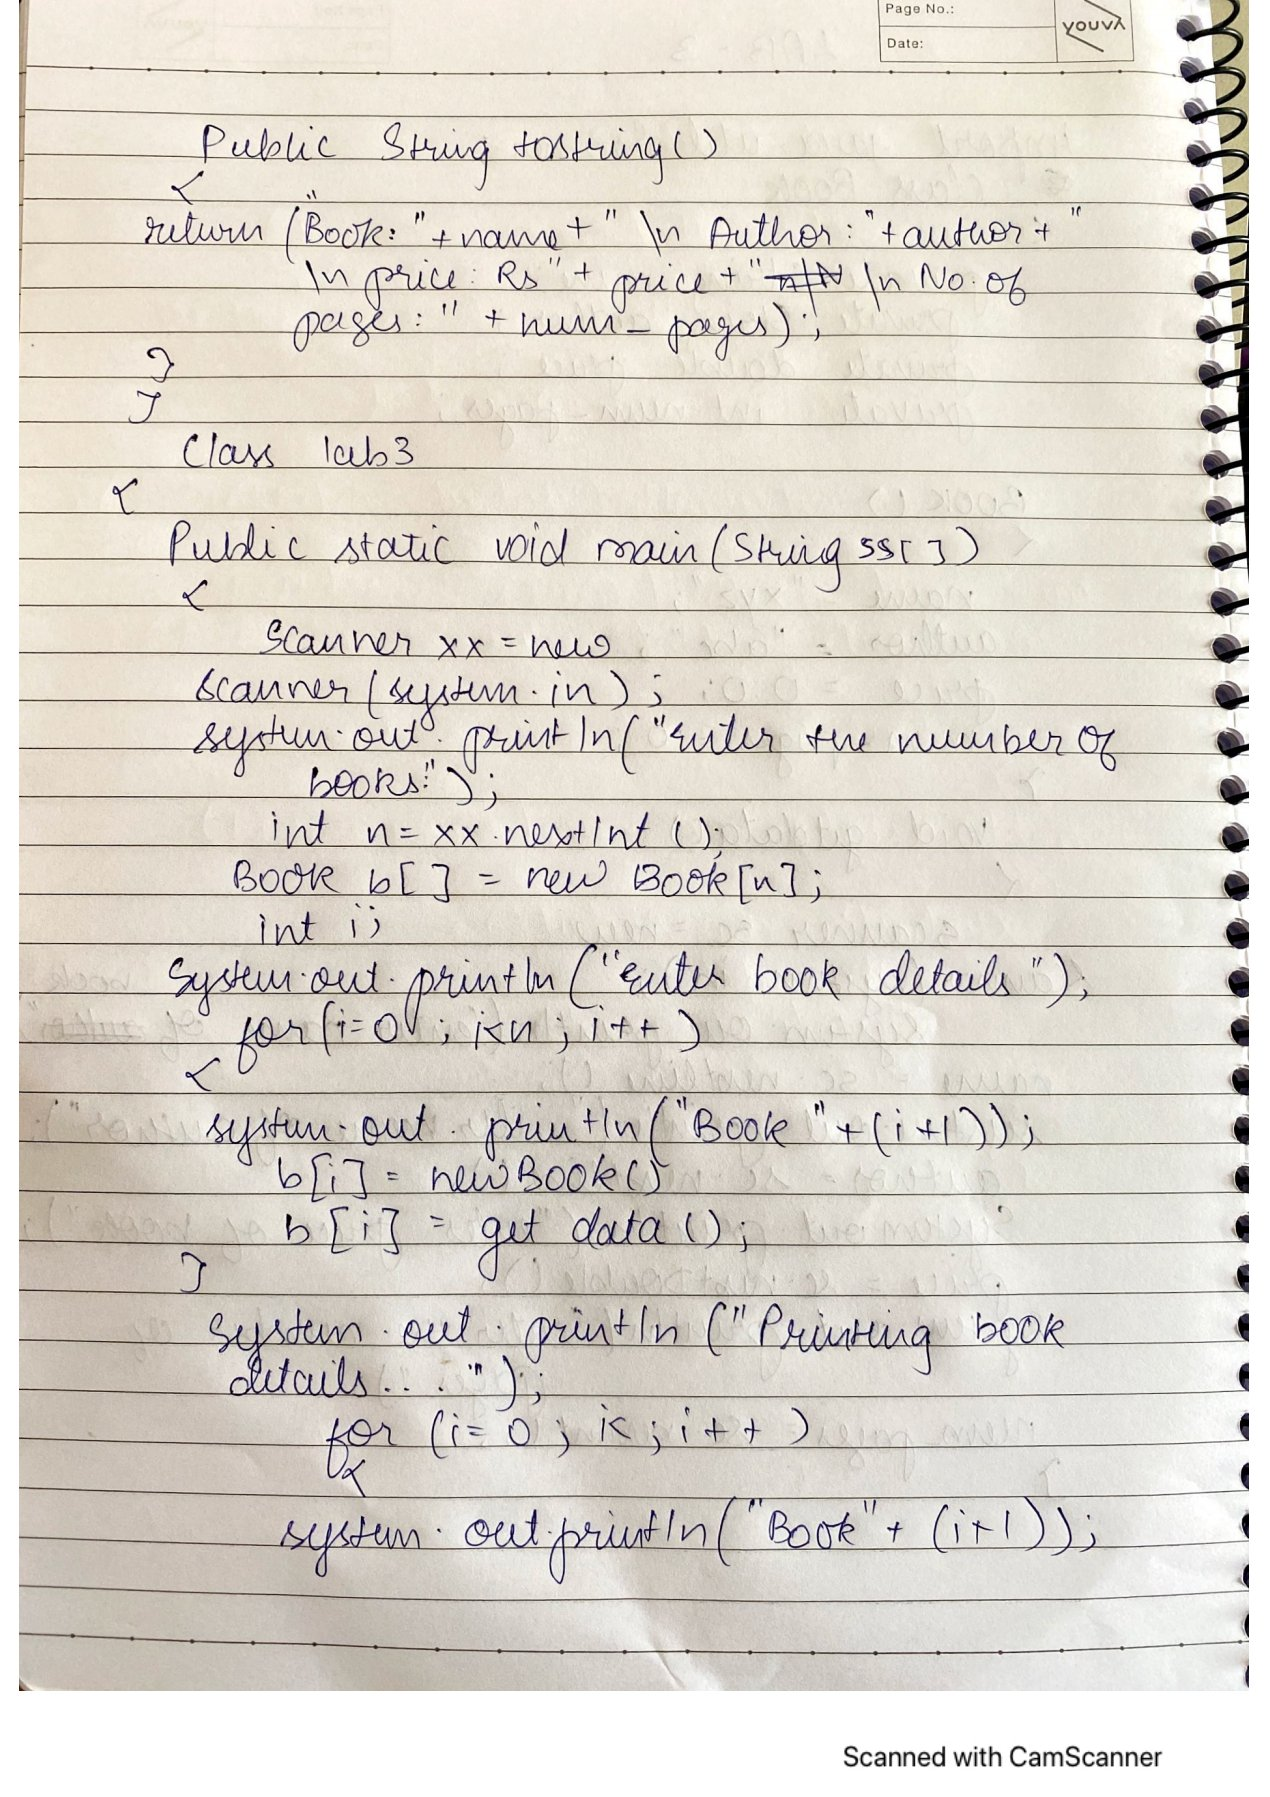 Page No.:
Date:
YOUVA
Public String tostring()
{
return ("Book: "+name+ " \n Author: "+author+ "
\n price: Rs"+ price + " \n No. of
pages: " + num_pages);
}
}
Class lab3
{
Public static void main(String ss[])
{
Scanner xx = new
Scanner (system.in);
system.out.println("Enter the number of
books:");
int n= xx.nextInt ();
Book b[] = new Book[n];
int i;
System.out.println ("Enter book details");
for(i=0 ; i<n ; i++)
{
system.out.println("Book "+(i+1));
b[i] = new Book()
b[i] = get data ();
}
System.out.println ("Printing book
details...");
for (i= 0 ; i< ; i++)
{
system.out.println("Book"+ (i+1));
Scanned with CamScanner